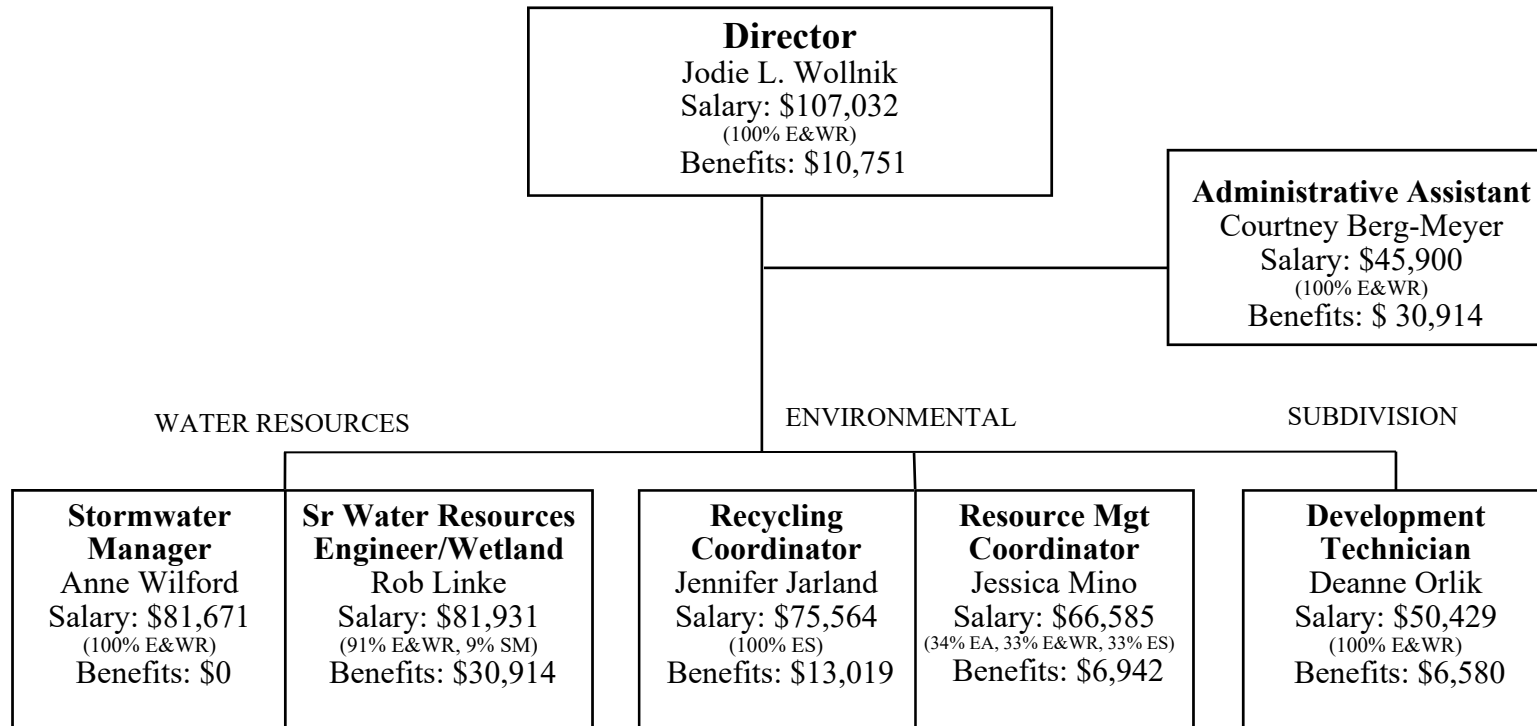 Director
Jodie L. Wollnik
Salary: $107,032
(100% E&WR)
Benefits: $10,751
Administrative Assistant
Courtney Berg-Meyer
Salary: $45,900
(100% E&WR)
Benefits: $ 30,914
WATER RESOURCES
ENVIRONMENTAL
SUBDIVISION
Stormwater
Manager
Anne Wilford
Salary: $81,671
(100% E&WR)
Benefits: $0
Sr Water Resources
Engineer/Wetland
Rob Linke
Salary: $81,931
(91% E&WR, 9% SM)
Benefits: $30,914
Recycling
Coordinator
Jennifer Jarland
Salary: $75,564
(100% ES)
Benefits: $13,019
Resource Mgt
Coordinator
Jessica Mino
Salary: $66,585
(34% EA, 33% E&WR, 33% ES)
Benefits: $6,942
Development
Technician
Deanne Orlik
Salary: $50,429
(100% E&WR)
Benefits: $6,580